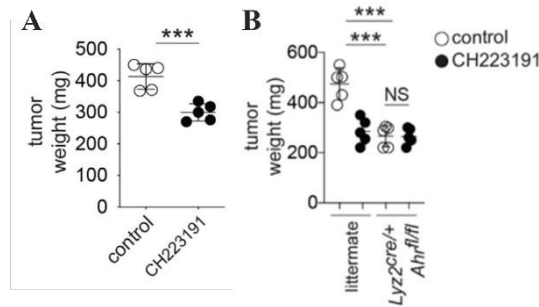 A
***
500
400
300
200
100
0
tumor
weight (mg)
control
CH223191
B
***
***
NS
600
400
200
0
tumor
weight (mg)
littermate
Lyz2cre/+
Ahrfl/fl
control
CH223191